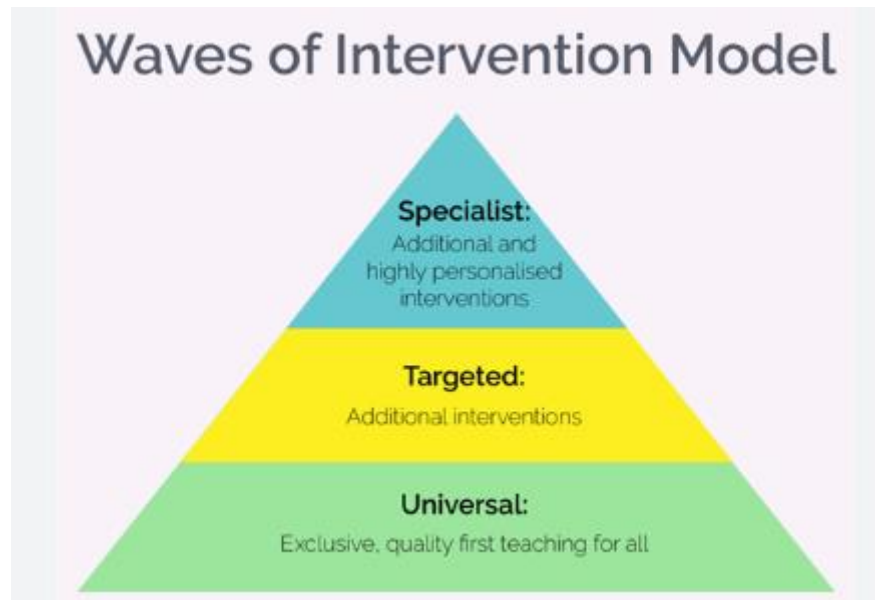 Waves of Intervention Model
Specialist:
Additional and
highly personalised
interventions
Targeted:
Additional interventions
Universal:
Exclusive, quality first teaching for all